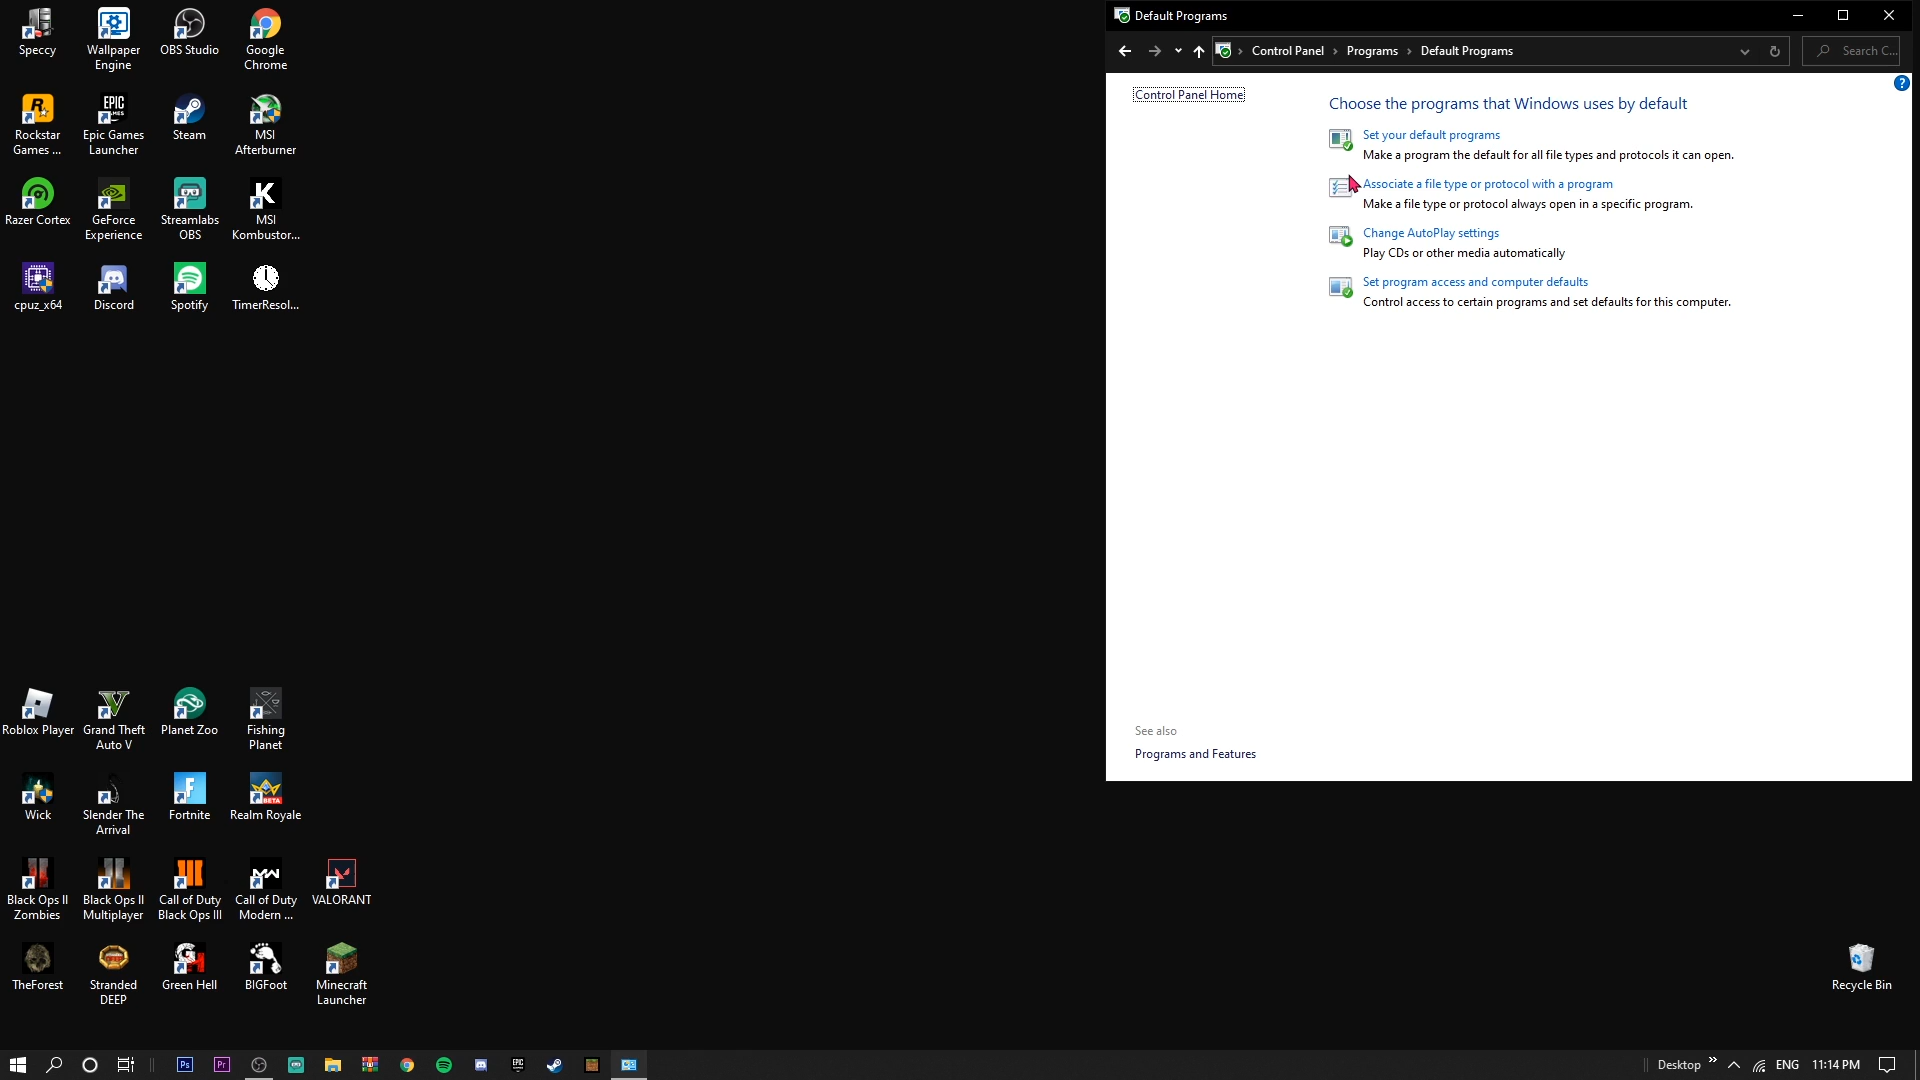 Speccy
Wallpaper
Engine
OBS Studio
Google
Chrome
Rockstar
Games ...
Epic Games
Launcher
Steam
MSI
Afterburner
Razer Cortex
GeForce
Experience
Streamlabs
OBS
MSI
Kombustor...
cpuz_x64
Discord
Spotify
TimerResol...
Roblox Player
Grand Theft
Auto V
Planet Zoo
Fishing
Planet
Wick
Slender The
Arrival
Fortnite
Realm Royale
Black Ops II
Zombies
Black Ops II
Multiplayer
Call of Duty
Black Ops III
Call of Duty
Modern ...
VALORANT
TheForest
Stranded
DEEP
Green Hell
BIGFoot
Minecraft
Launcher
Default Programs
Control Panel > Programs > Default Programs
Search C...
Control Panel Home
Choose the programs that Windows uses by default
Set your default programs
Make a program the default for all file types and protocols it can open.
Associate a file type or protocol with a program
Make a file type or protocol always open in a specific program.
Change AutoPlay settings
Play CDs or other media automatically
Set program access and computer defaults
Control access to certain programs and set defaults for this computer.
See also
Programs and Features
Recycle Bin
Desktop
ENG
11:14 PM